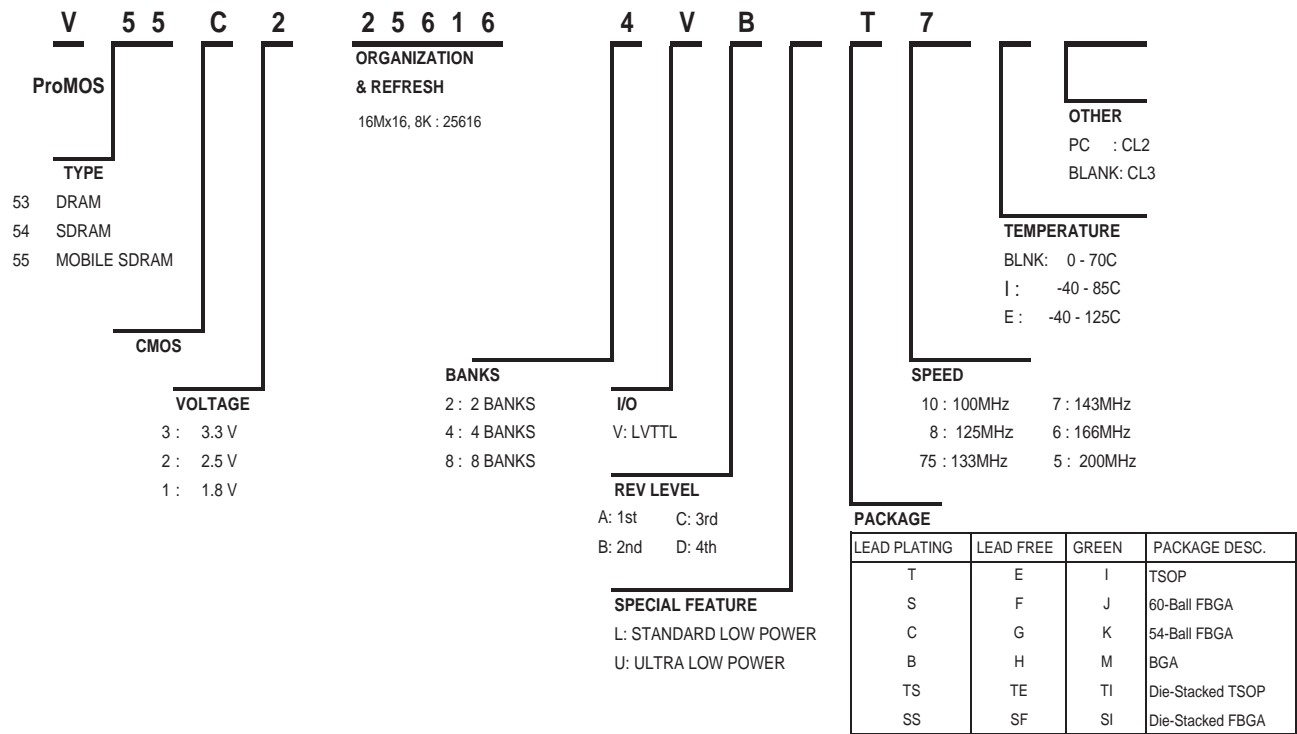 V 5 5 C 2 2 5 6 1 6 4 V B T 7
ProMOS
ORGANIZATION
& REFRESH
16Mx16, 8K : 25616
OTHER
PC : CL2
BLANK: CL3
TYPE
53 DRAM
54 SDRAM
55 MOBILE SDRAM
TEMPERATURE
BLNK: 0 - 70C
I : -40 - 85C
E : -40 - 125C
CMOS
VOLTAGE
3 : 3.3 V
2 : 2.5 V
1 : 1.8 V
BANKS
2 : 2 BANKS
4 : 4 BANKS
8 : 8 BANKS
I/O
V: LVTTL
SPEED
10 : 100MHz 7 : 143MHz
8 : 125MHz 6 : 166MHz
75 : 133MHz 5 : 200MHz
REV LEVEL
A: 1st C: 3rd
B: 2nd D: 4th
SPECIAL FEATURE
L: STANDARD LOW POWER
U: ULTRA LOW POWER
PACKAGE
LEAD PLATING LEAD FREE GREEN PACKAGE DESC.
T E I TSOP
S F J 60-Ball FBGA
C G K 54-Ball FBGA
B H M BGA
TS TE TI Die-Stacked TSOP
SS SF SI Die-Stacked FBGA